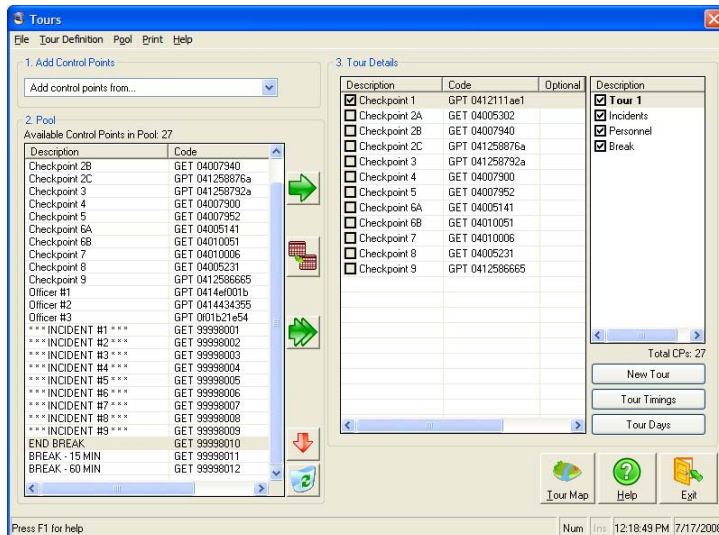 Tours
File Tour Definition Pool Print Help
1. Add Control Points
Add control points from...
2. Pool
Available Control Points in Pool: 27
Description Code
Checkpoint 2B GET 04007940
Checkpoint 2C GPT 041258876a
Checkpoint 3 GPT 041258792a
Checkpoint 4 GET 04007900
Checkpoint 5 GET 04007952
Checkpoint 6A GET 04005141
Checkpoint 6B GET 04010051
Checkpoint 7 GET 04010006
Checkpoint 8 GET 04005231
Checkpoint 9 GPT 0412586665
Officer #1 GPT 0414ef001b
Officer #2 GPT 0414434355
Officer #3 GPT 0f01b21e54
* * * INCIDENT #1 * * * GET 99998001
* * * INCIDENT #2 * * * GET 99998002
* * * INCIDENT #3 * * * GET 99998003
* * * INCIDENT #4 * * * GET 99998004
* * * INCIDENT #5 * * * GET 99998005
* * * INCIDENT #6 * * * GET 99998006
* * * INCIDENT #7 * * * GET 99998007
* * * INCIDENT #8 * * * GET 99998008
* * * INCIDENT #9 * * * GET 99998009
END BREAK GET 99998010
BREAK - 15 MIN GET 99998011
BREAK - 60 MIN GET 99998012
3. Tour Details
Description Code Optional
Checkpoint 1 GPT 0412111ae1
Checkpoint 2A GET 04005302
Checkpoint 2B GET 04007940
Checkpoint 2C GPT 041258876a
Checkpoint 3 GPT 041258792a
Checkpoint 4 GET 04007900
Checkpoint 5 GET 04007952
Checkpoint 6A GET 04005141
Checkpoint 6B GET 04010051
Checkpoint 7 GET 04010006
Checkpoint 8 GET 04005231
Checkpoint 9 GPT 0412586665
Description
Tour 1
Incidents
Personnel
Break
Total CPs: 27
New Tour
Tour Timings
Tour Days
Tour Map
Help
Exit
Press F1 for help
Num Ins 12:18:49 PM 7/17/2008